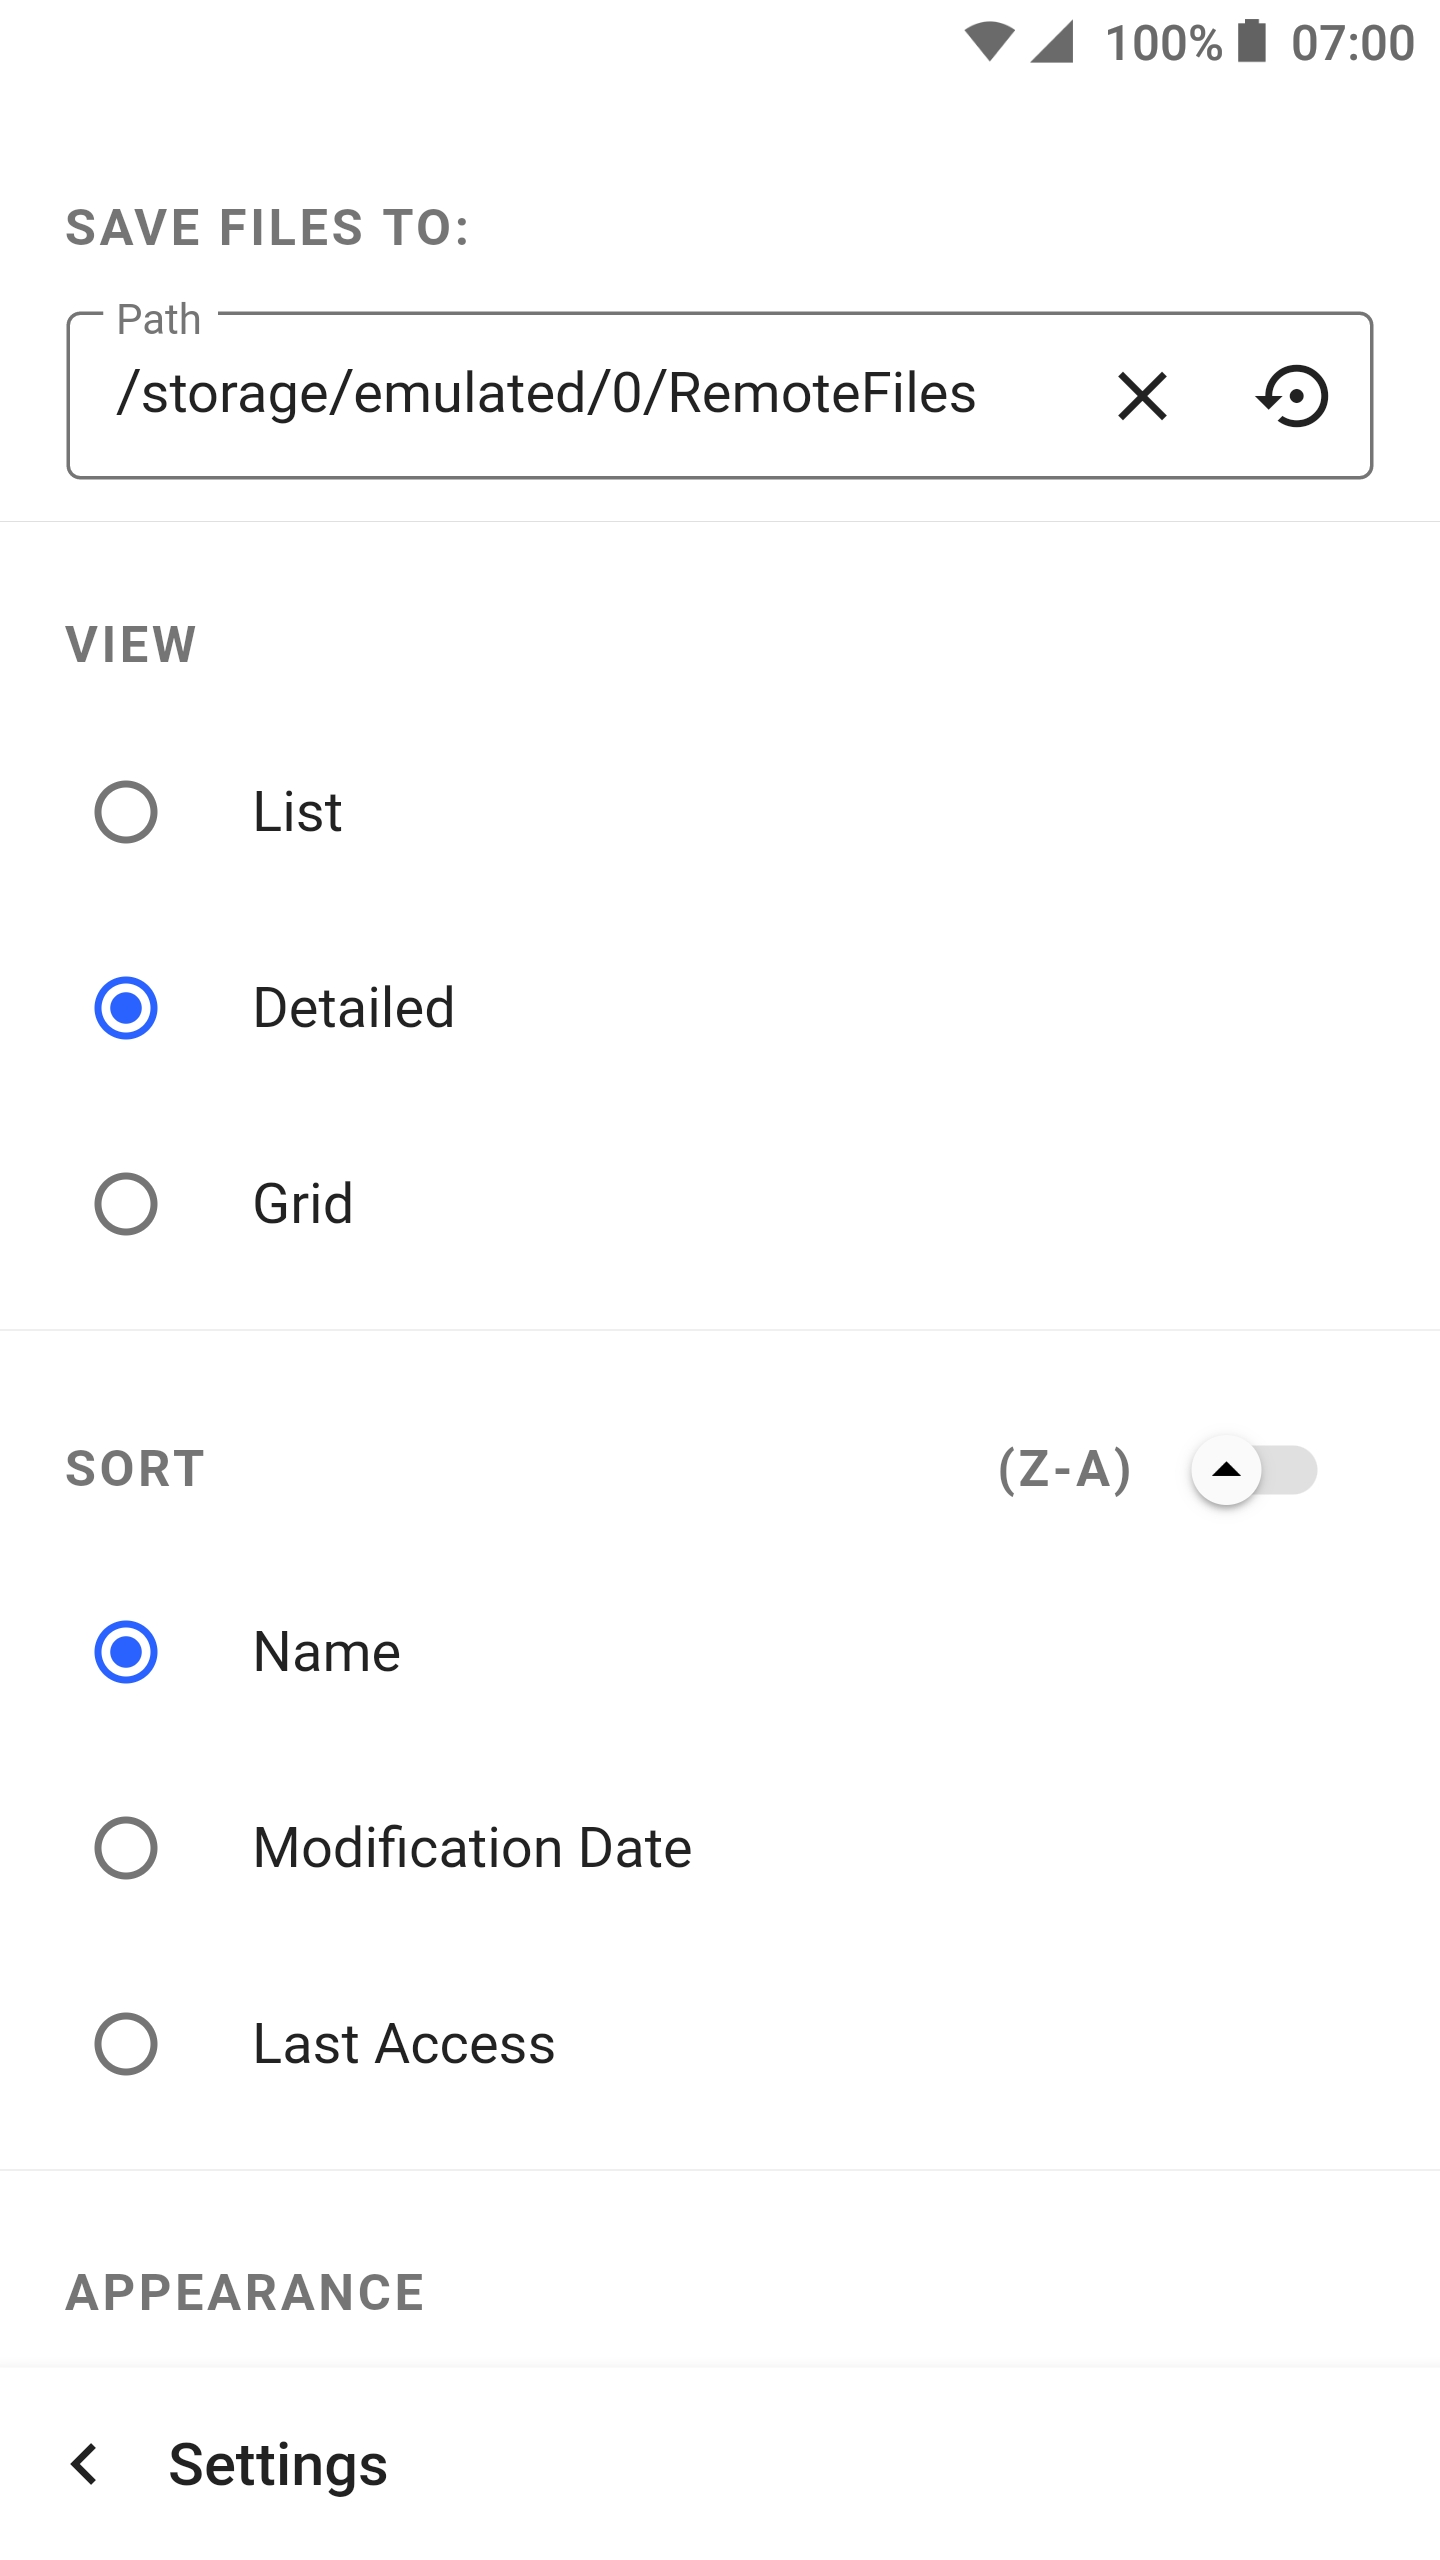 100% 07:00
SAVE FILES TO:
Path
/storage/emulated/0/RemoteFiles
VIEW
List
Detailed
Grid
SORT (Z-A)
Name
Modification Date
Last Access
APPEARANCE
Settings